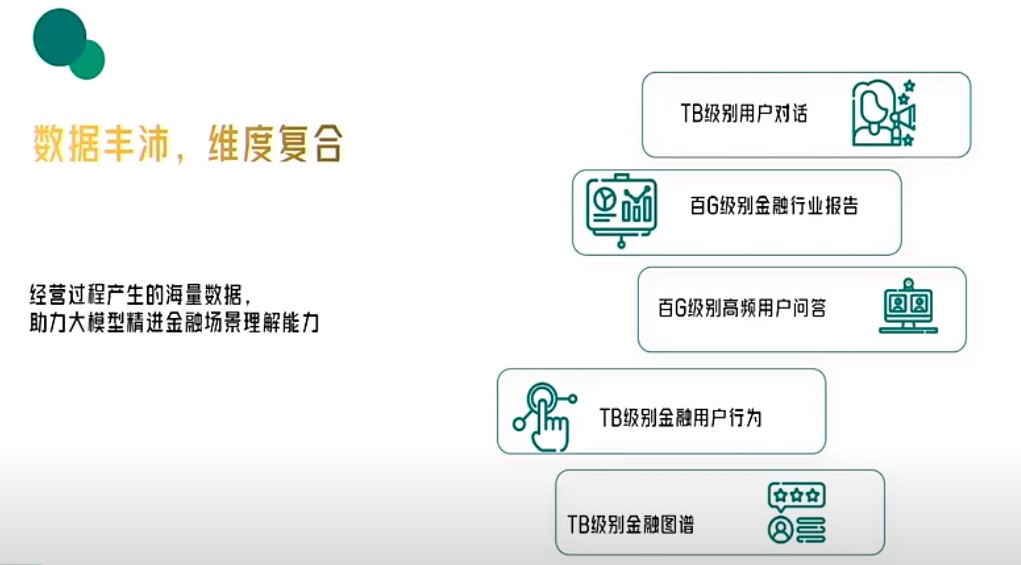 数据丰沛，维度复合
经营过程产生的海量数据，
助力大模型精进金融场景理解能力
TB级别用户对话
百G级别金融行业报告
百G级别高频用户问答
TB级别金融用户行为
TB级别金融图谱